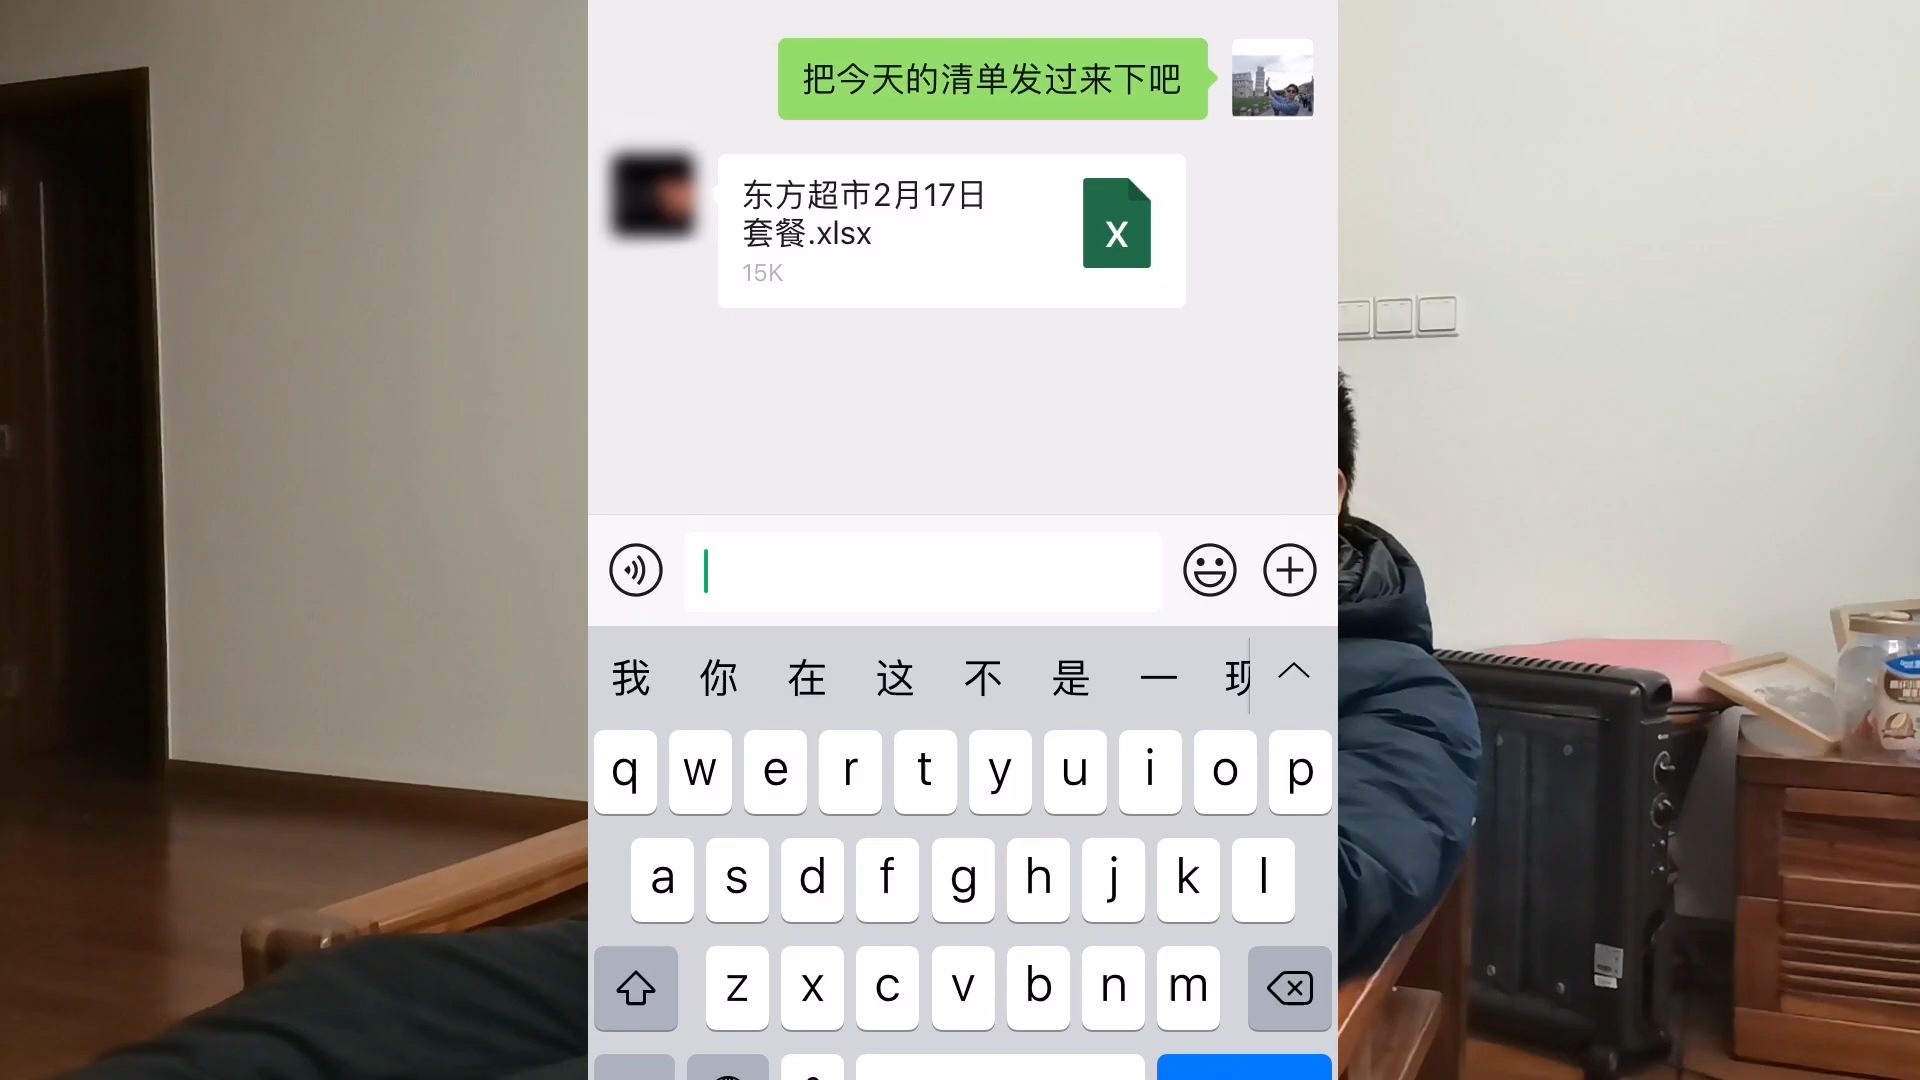 把今天的清单发过来下吧
东方超市2月17日
套餐.xlsx
15K
X
我 你 在 这 不 是 一 现
q w e r t y u i o p
a s d f g h j k l
z x c v b n m